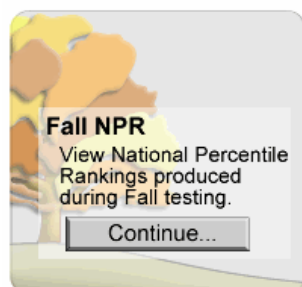 Fall NPR
View National Percentile
Rankings produced
during Fall testing.
Continue...